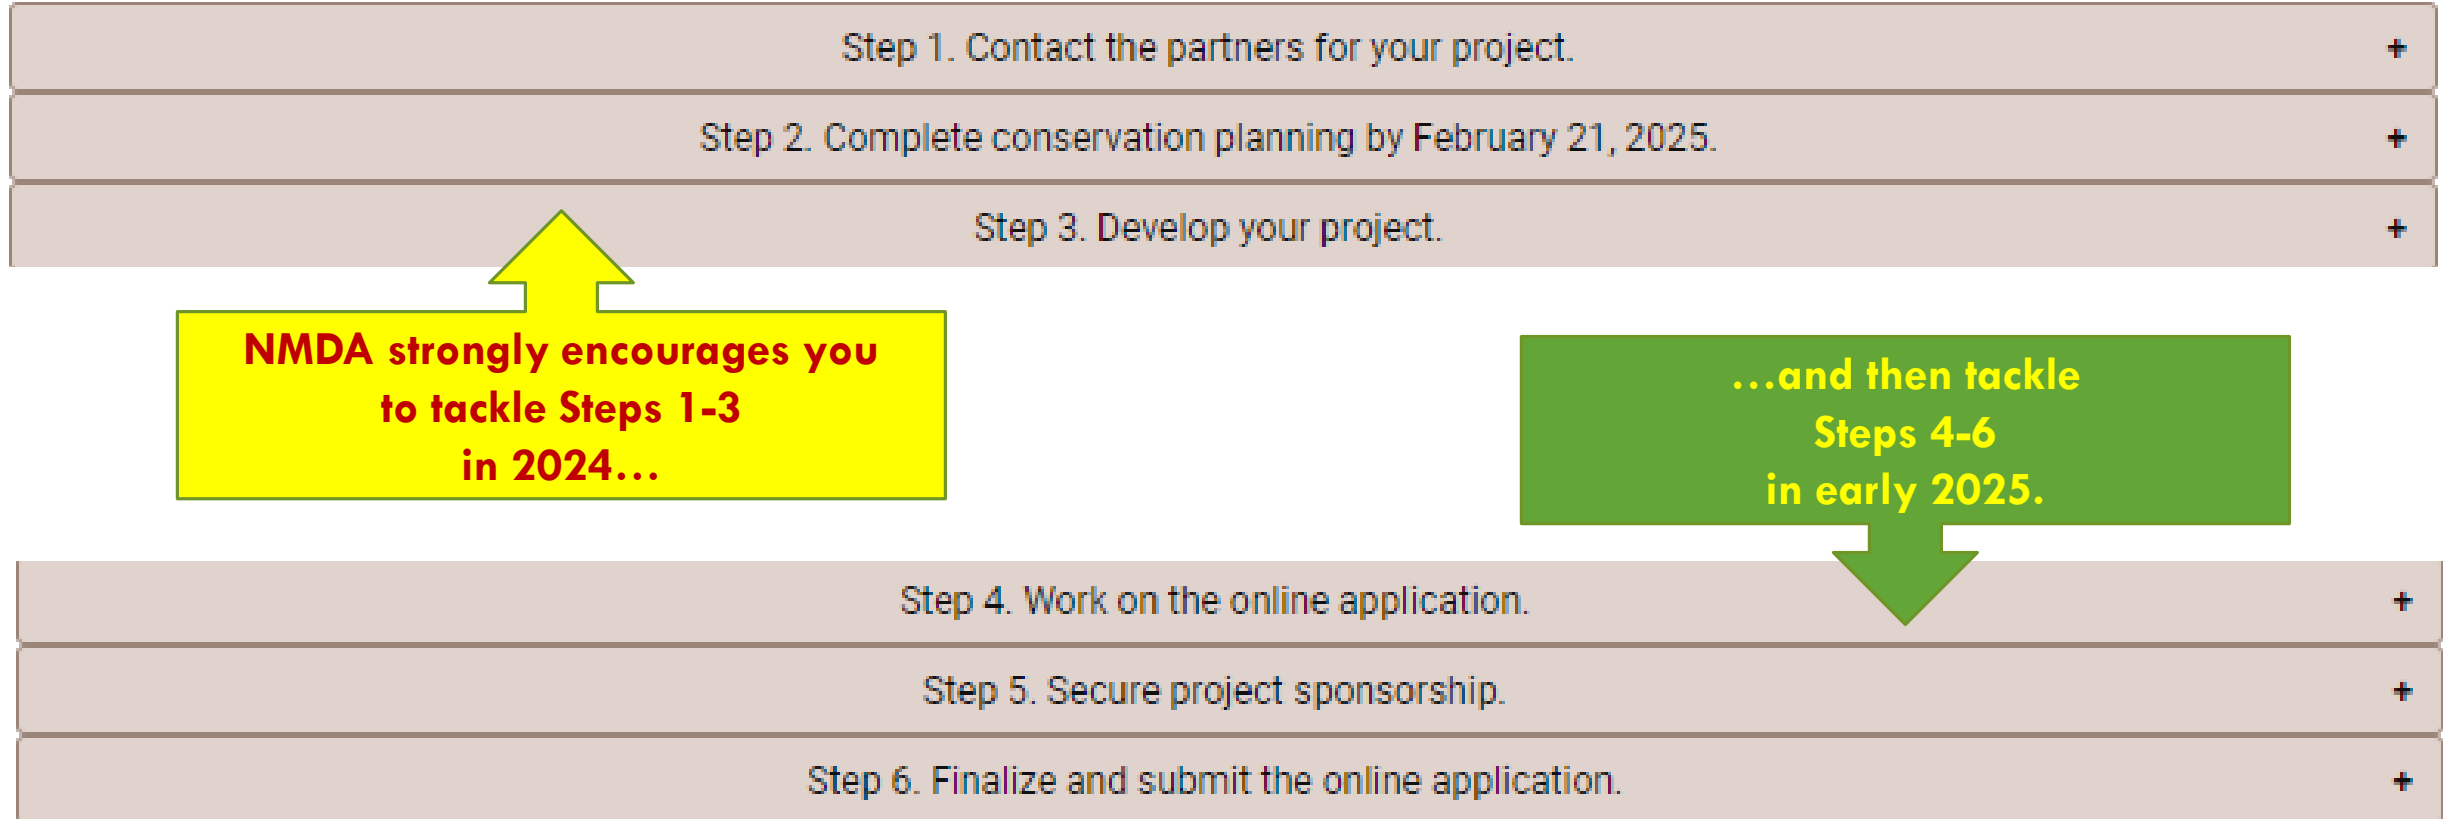 Step 1. Contact the partners for your project. +
Step 2. Complete conservation planning by February 21, 2025. +
Step 3. Develop your project. +
NMDA strongly encourages you
to tackle Steps 1-3
in 2024...
...and then tackle
Steps 4-6
in early 2025.
Step 4. Work on the online application. +
Step 5. Secure project sponsorship. +
Step 6. Finalize and submit the online application. +